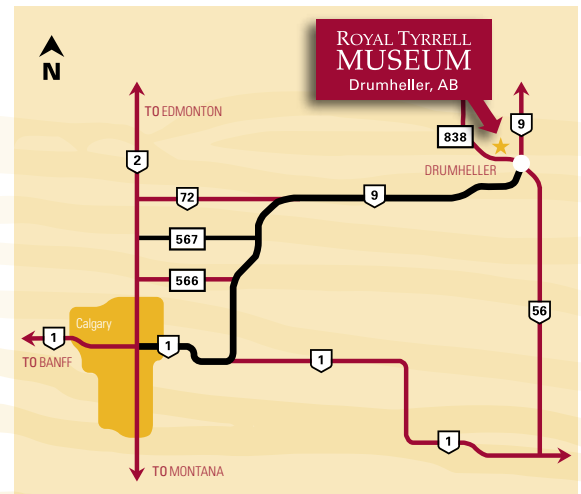 ROYAL TYRRELL
MUSEUM
Drumheller, AB
N
TO EDMONTON
9
838
2
DRUMHELLER
72
9
567
566
56
Calgary
1
1
1
TO BANFF
1
TO MONTANA